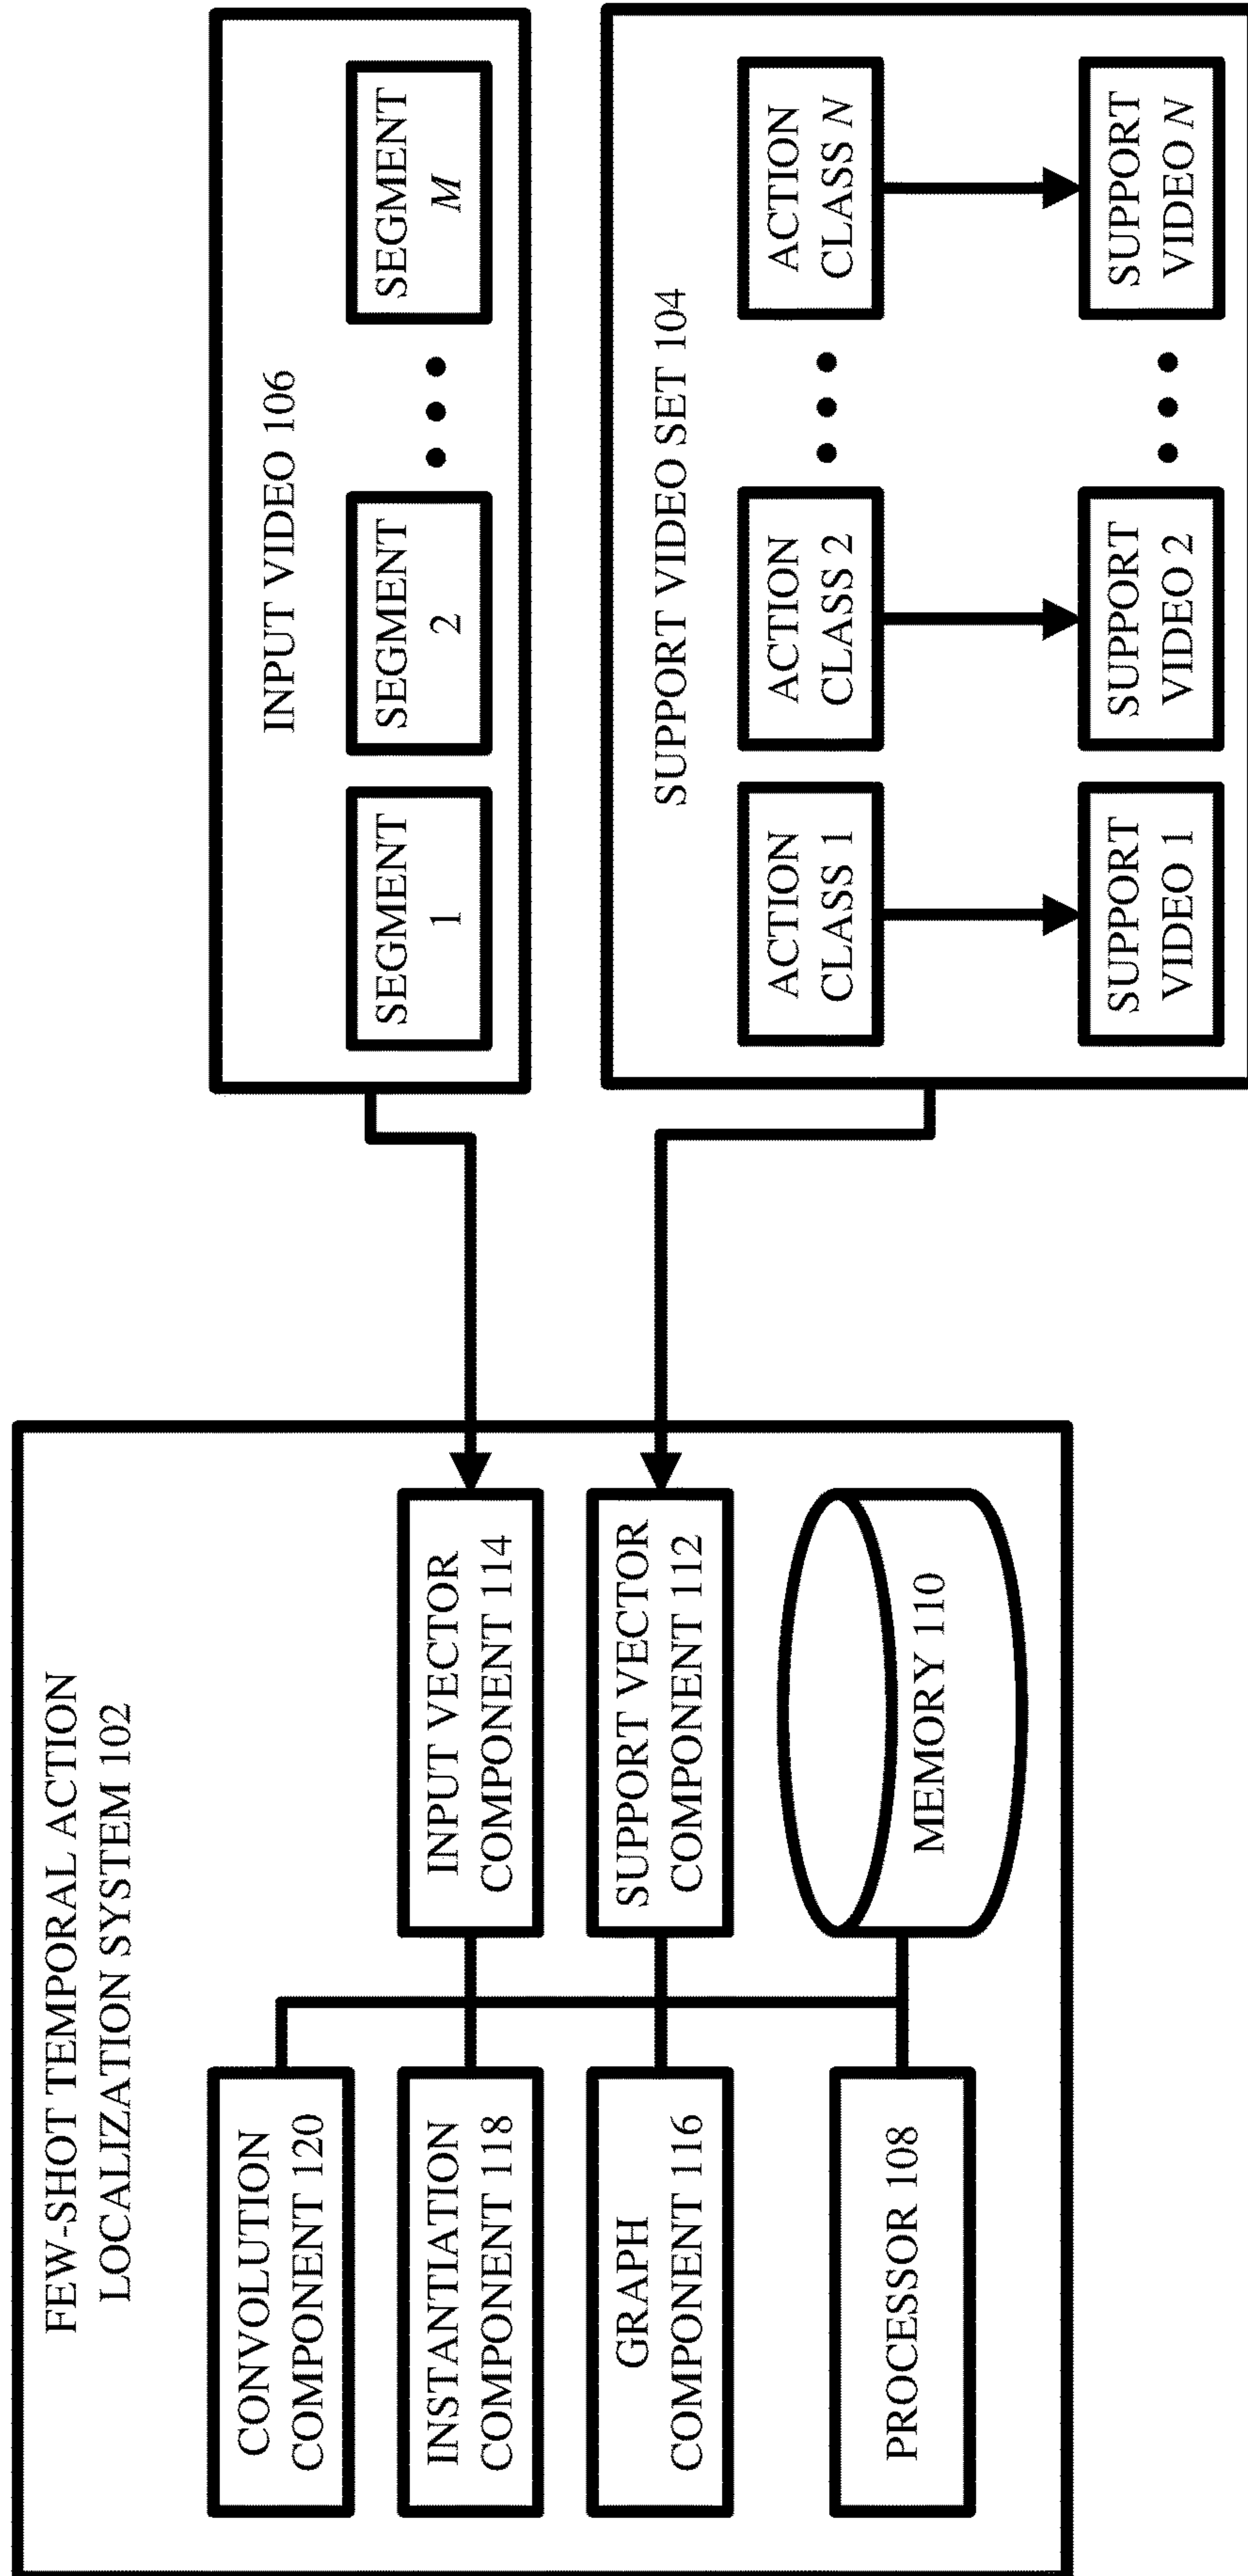 FEW-SHOT TEMPORAL ACTION
LOCALIZATION SYSTEM 102
CONVOLUTION
COMPONENT 120
INSTANTIATION
COMPONENT 118
INPUT VECTOR
COMPONENT 114
GRAPH
COMPONENT 116
SUPPORT VECTOR
COMPONENT 112
PROCESSOR 108
MEMORY 110
INPUT VIDEO 106
SEGMENT
1
SEGMENT
2
SEGMENT
M
SUPPORT VIDEO SET 104
ACTION
CLASS 1
ACTION
CLASS 2
ACTION
CLASS N
SUPPORT
VIDEO 1
SUPPORT
VIDEO 2
SUPPORT
VIDEO N